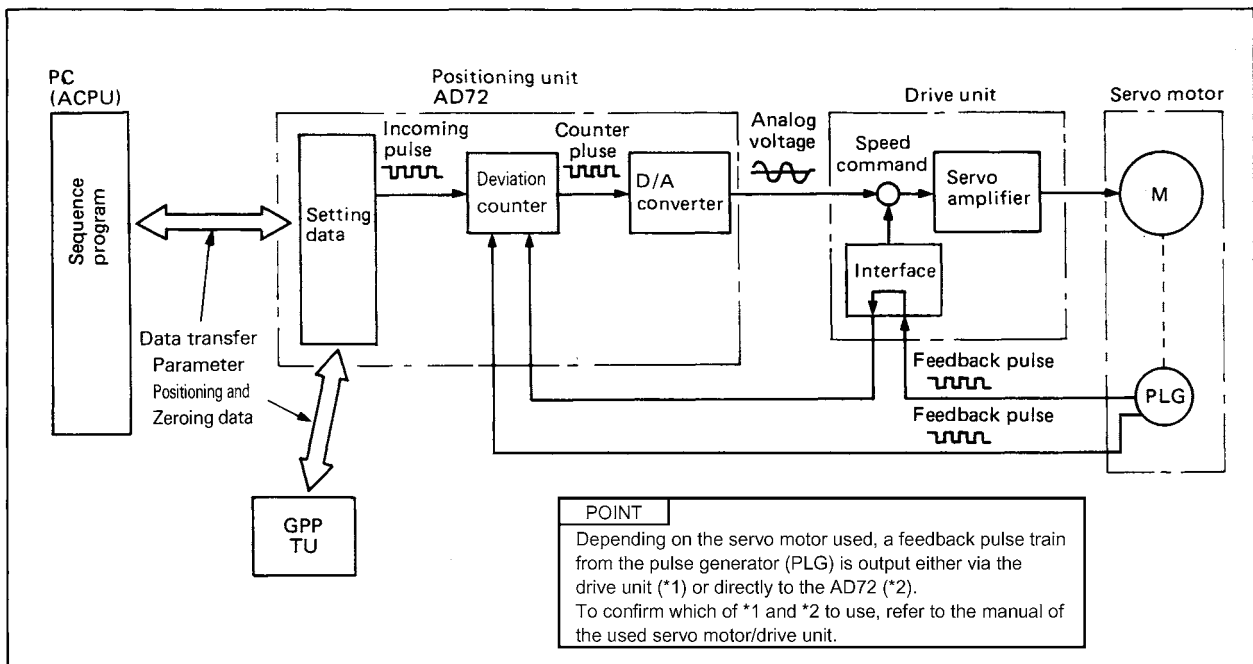 PC
(ACPU)
Sequence
program
Positioning unit
AD72
Setting
data
Incoming
pulse
Deviation
counter
Counter
pluse
D/A
converter
Analog
voltage
Drive unit
Speed
command
Servo
amplifier
Interface
Servo motor
M
PLG
Feedback pulse
Feedback pulse
Data transfer
Parameter
Positioning and
Zeroing data
GPP
TU
POINT
Depending on the servo motor used, a feedback pulse train
from the pulse generator (PLG) is output either via the
drive unit (*1) or directly to the AD72 (*2).
To confirm which of *1 and *2 to use, refer to the manual of
the used servo motor/drive unit.